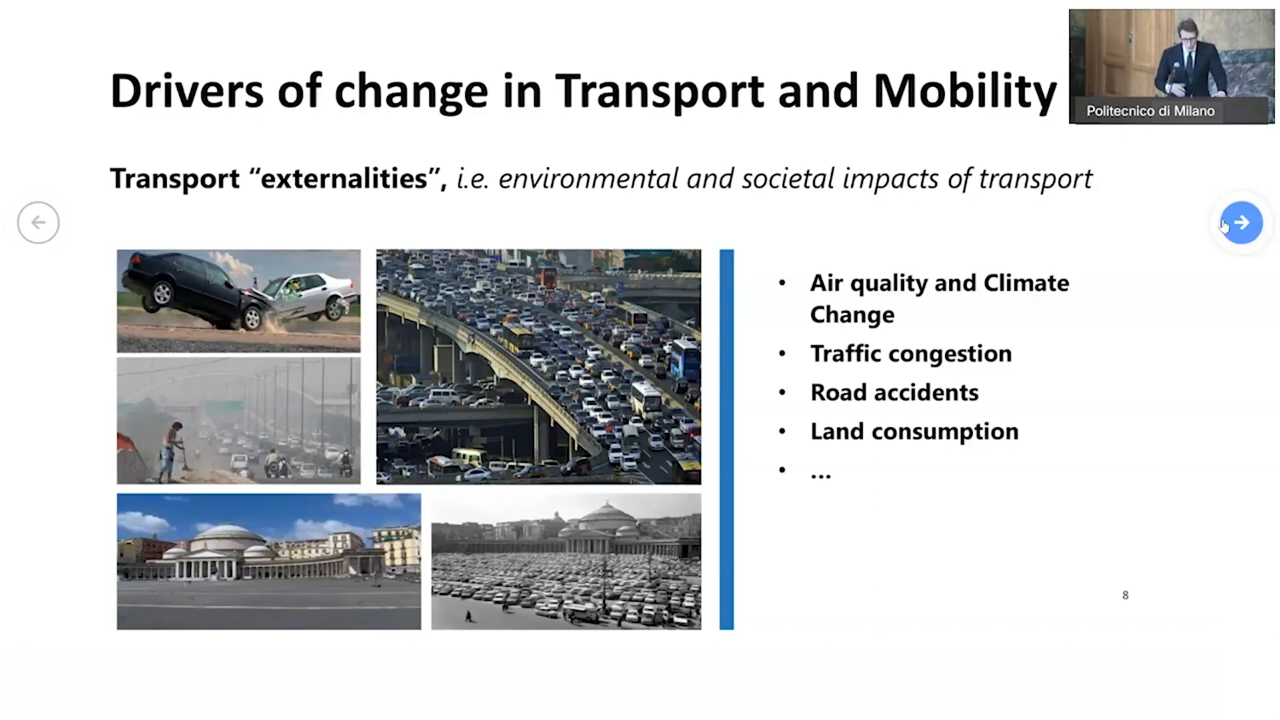 Drivers of change in Transport and Mobility
Politecnico di Milano
Transport “externalities”, i.e. environmental and societal impacts of transport
• Air quality and Climate
Change
• Traffic congestion
• Road accidents
• Land consumption
• ...
8